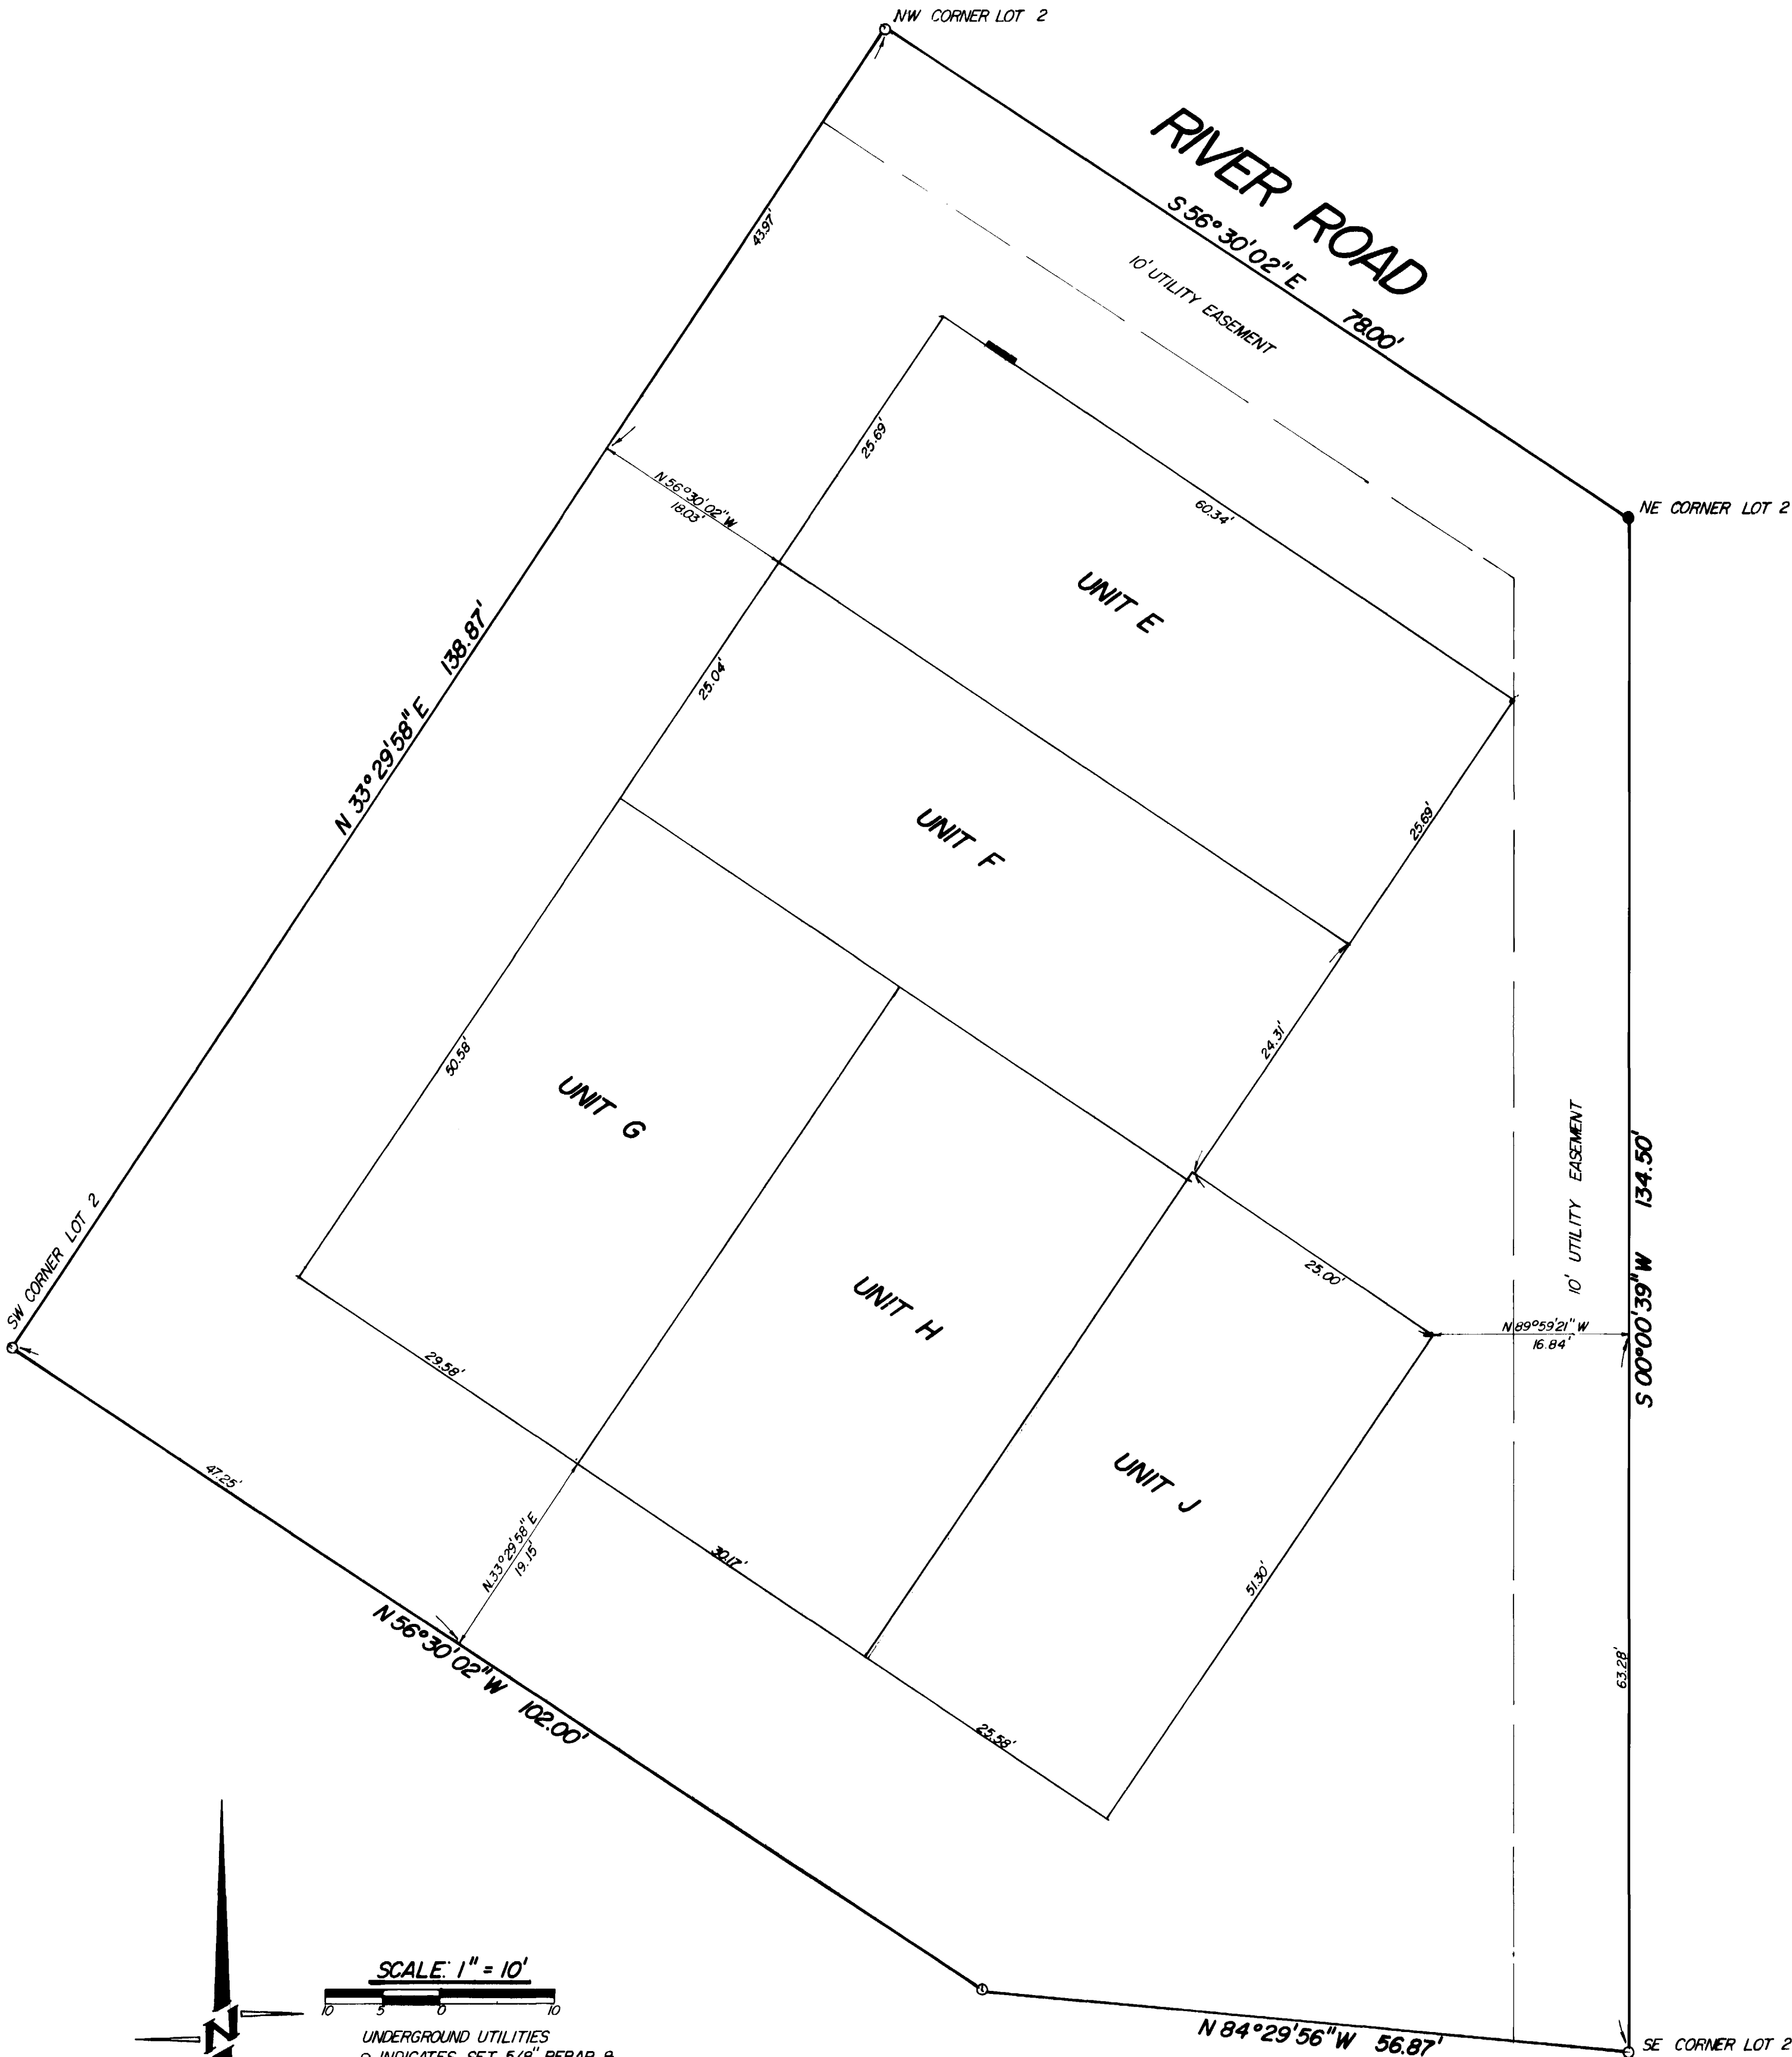 NW CORNER LOT 2
RIVER ROAD
S 56°30'02" E 78.00'
10' UTILITY EASEMENT
43.97'
25.69'
60.34'
NE CORNER LOT 2
N 56°30'02" W
18.03'
UNIT E
N 33°29'58" E 138.87'
25.04'
UNIT F
25.69'
24.31'
50.58'
UNIT G
10' UTILITY EASEMENT
S 00°00'39" W 134.50'
SW CORNER LOT 2
25.00'
UNIT H
N 89°59'21" W
16.84'
29.58'
47.25'
UNIT J
N 33°29'58" E
19.15'
30.17'
51.30'
N 56°30'02" W 102.00'
63.28'
25.58'
SCALE: 1" = 10'
10 5 0 10
N
UNDERGROUND UTILITIES
O INDICATES SET 5/8" REBAR &
N 84°29'56" W 56.87'
SE CORNER LOT 2